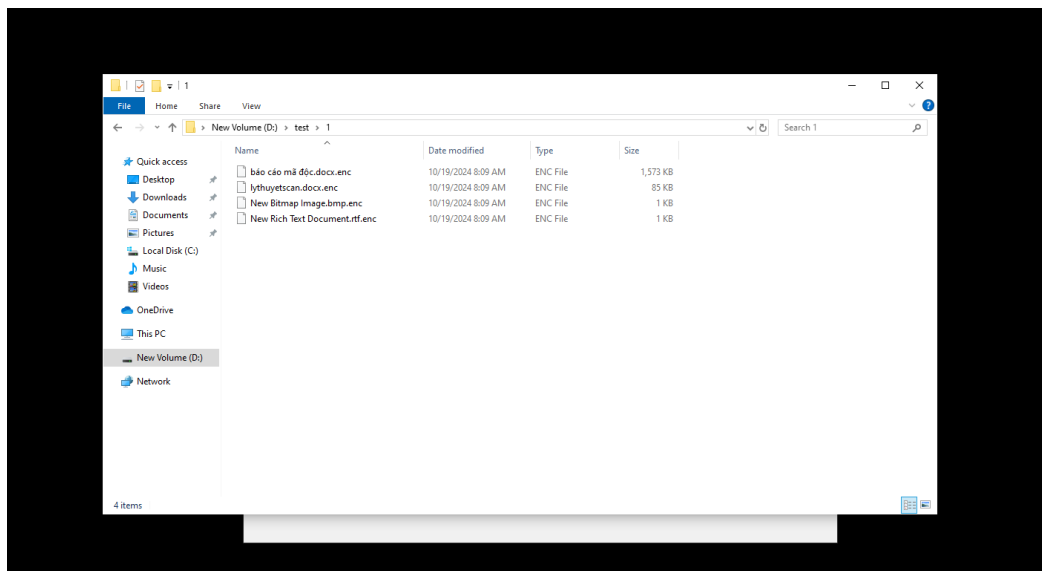 1
File Home Share View
New Volume (D:) > test > 1 Search 1
Name Date modified Type Size
Quick access
Desktop
Downloads
Documents
Pictures
Local Disk (C:)
Music
Videos
OneDrive
This PC
New Volume (D:)
Network
báo cáo mã độc.docx.enc 10/19/2024 8:09 AM ENC File 1,573 KB
lythuyetscan.docx.enc 10/19/2024 8:09 AM ENC File 85 KB
New Bitmap Image.bmp.enc 10/19/2024 8:09 AM ENC File 1 KB
New Rich Text Document.rtf.enc 10/19/2024 8:09 AM ENC File 1 KB
4 items